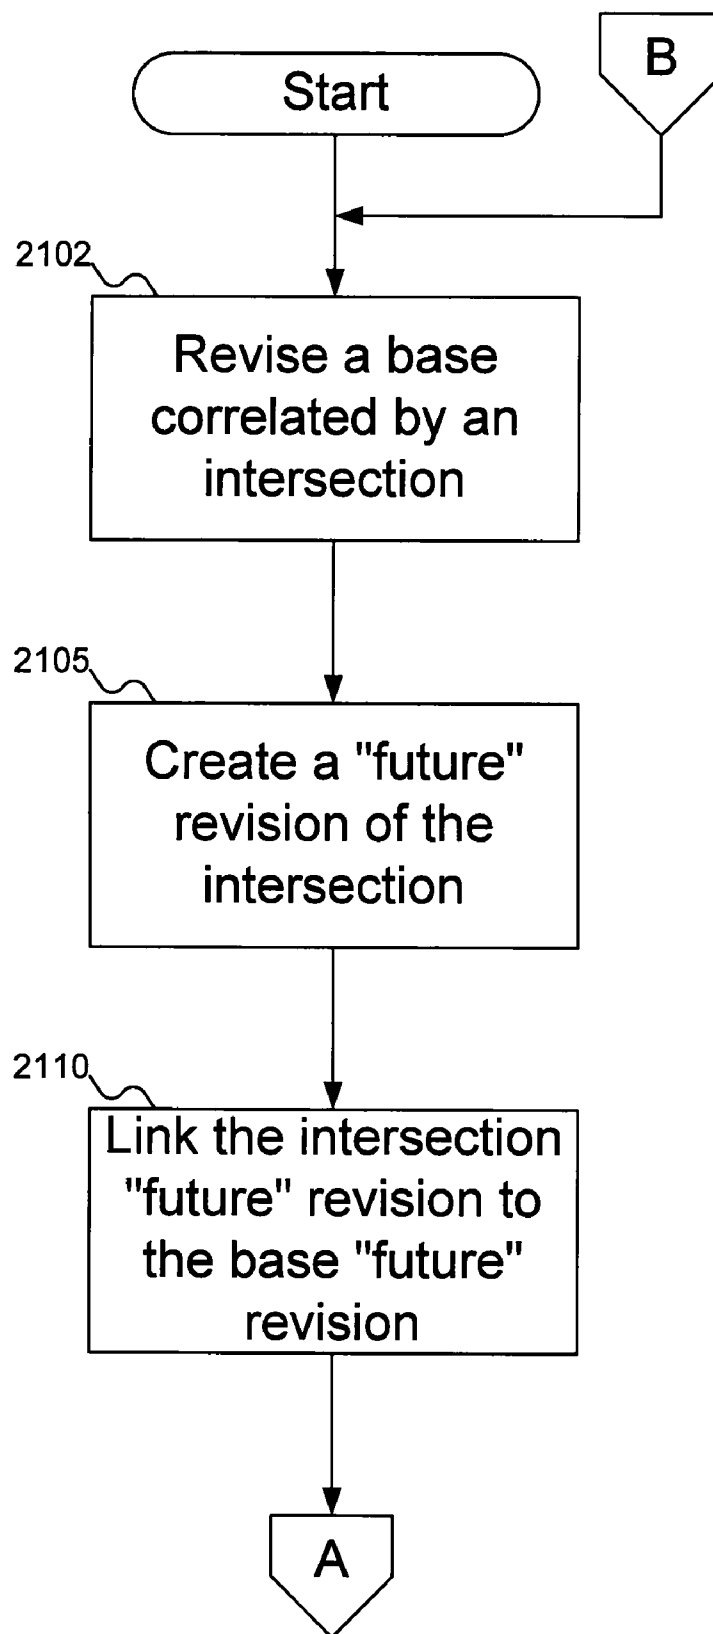 Start
B
2102
Revise a base
correlated by an
intersection
2105
Create a "future"
revision of the
intersection
2110
Link the intersection
"future" revision to
the base "future"
revision
A